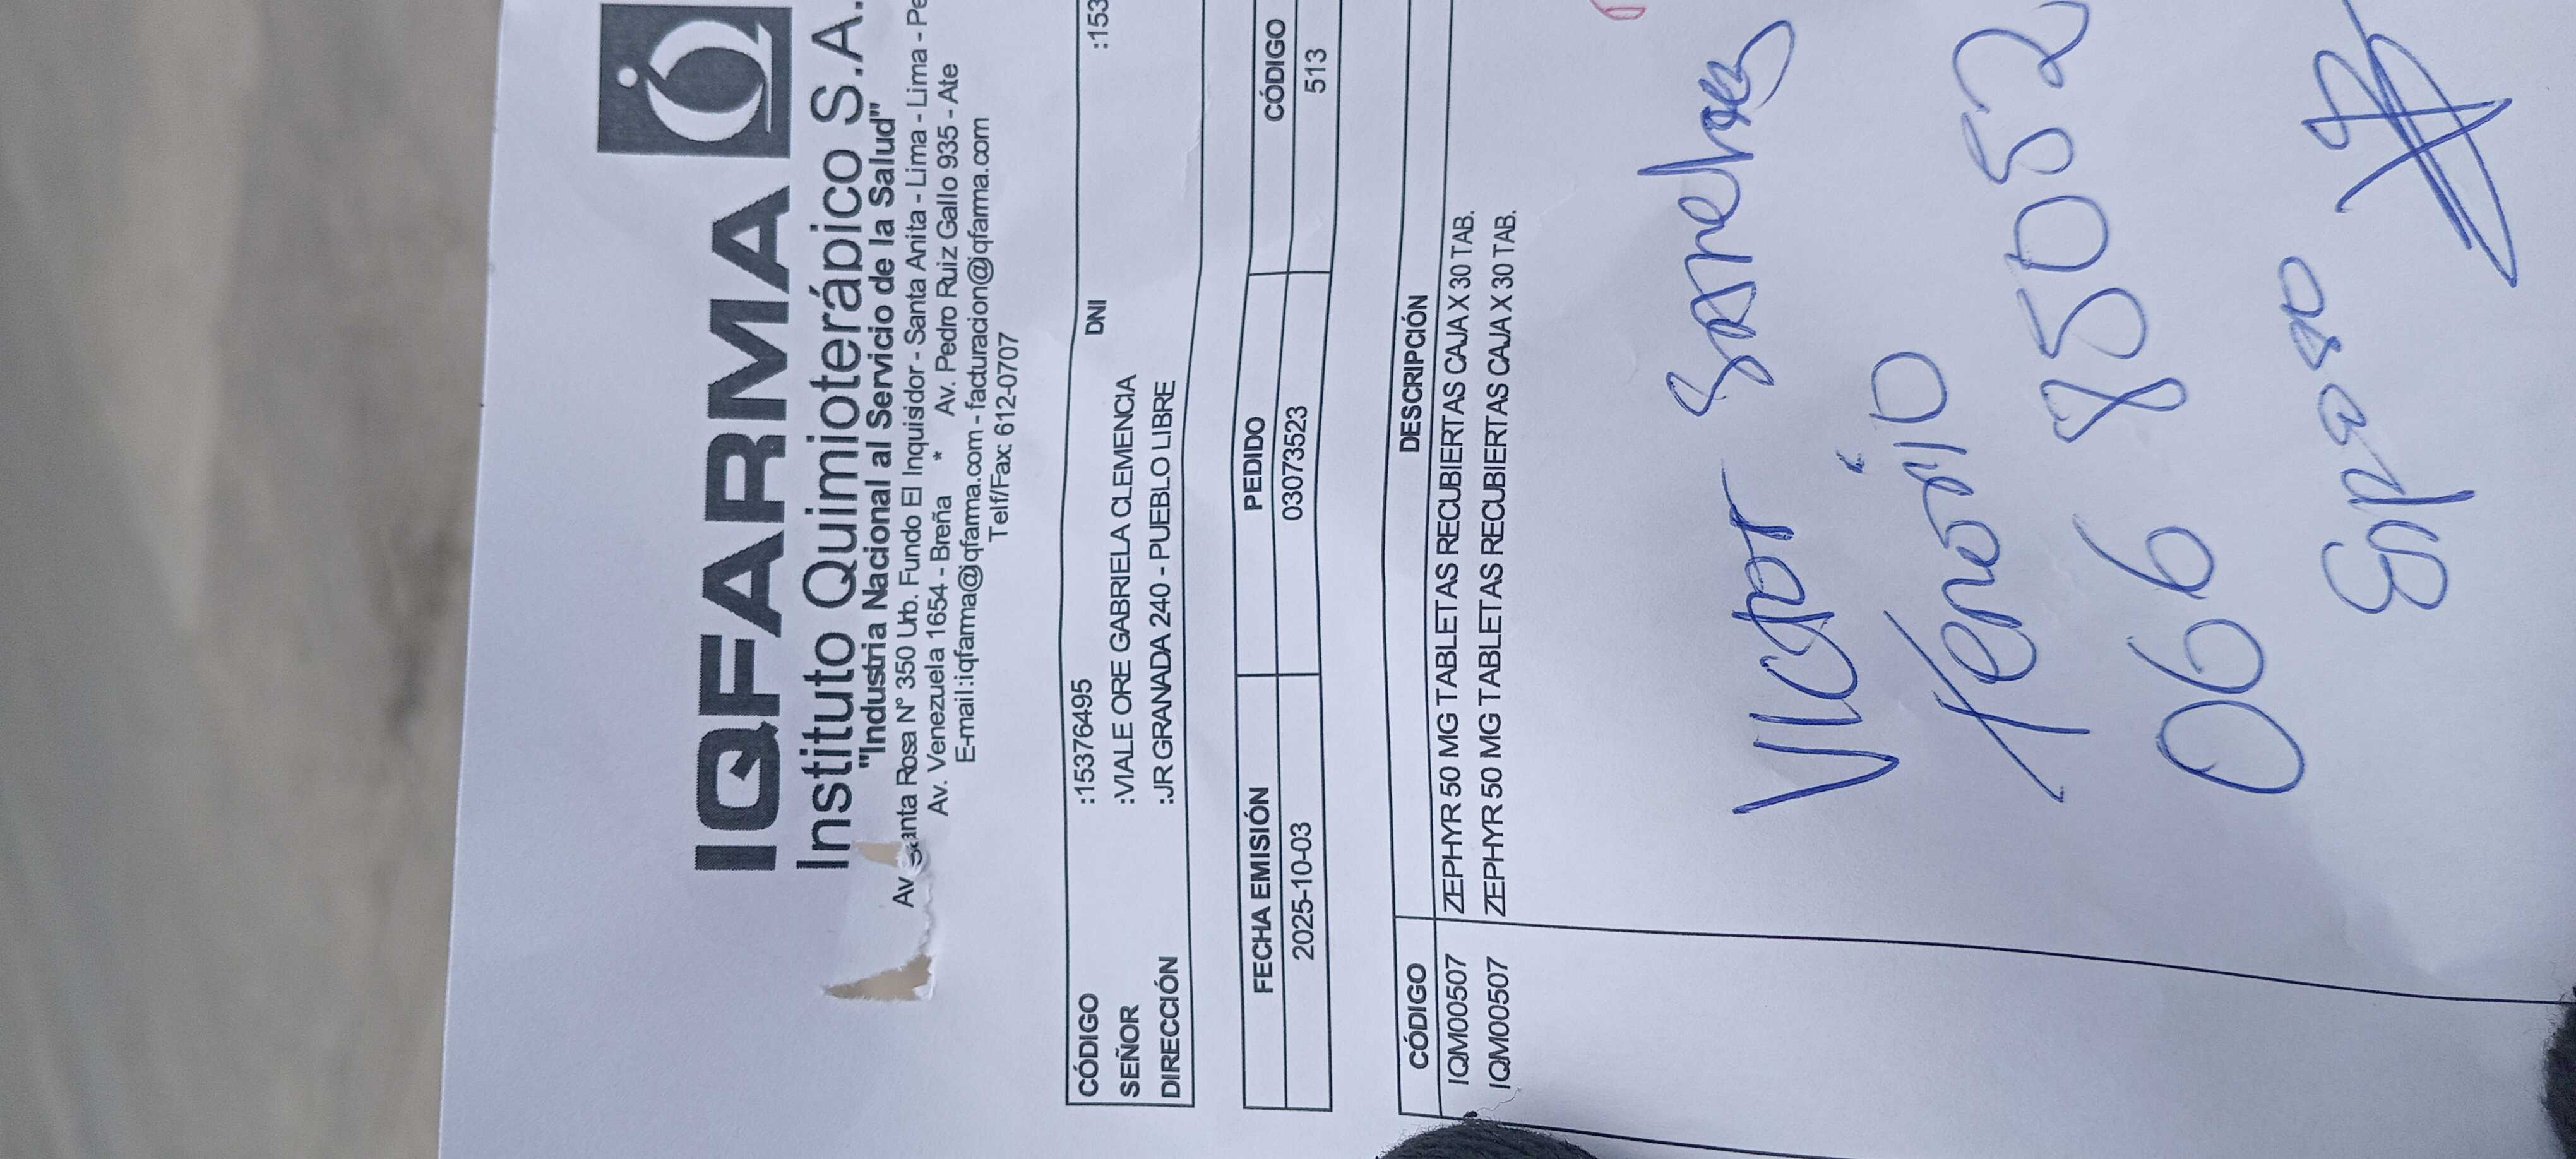 IQFARMA
Instituto Quimioterápico S.A.
"Industria Nacional al Servicio de la Salud"
Av Santa Rosa N° 350 Urb. Fundo El Inquisidor - Santa Anita - Lima - Lima - Pe
Av. Venezuela 1654 - Breña * Av. Pedro Ruiz Gallo 935 - Ate
E-mail:iqfarma@iqfarma.com - facturacion@iqfarma.com
Telf/Fax: 612-0707
CÓDIGO :15376495 DNI :153
SEÑOR :VIALE ORE GABRIELA CLEMENCIA
DIRECCIÓN :JR GRANADA 240 - PUEBLO LIBRE
FECHA EMISIÓN PEDIDO CÓDIGO
2025-10-03 03073523 513
CÓDIGO DESCRIPCIÓN
IQM00507 ZEPHYR 50 MG TABLETAS RECUBIERTAS CAJA X 30 TAB.
IQM00507 ZEPHYR 50 MG TABLETAS RECUBIERTAS CAJA X 30 TAB.
Victor Sanches
Tenorio
066 85052
Esposo